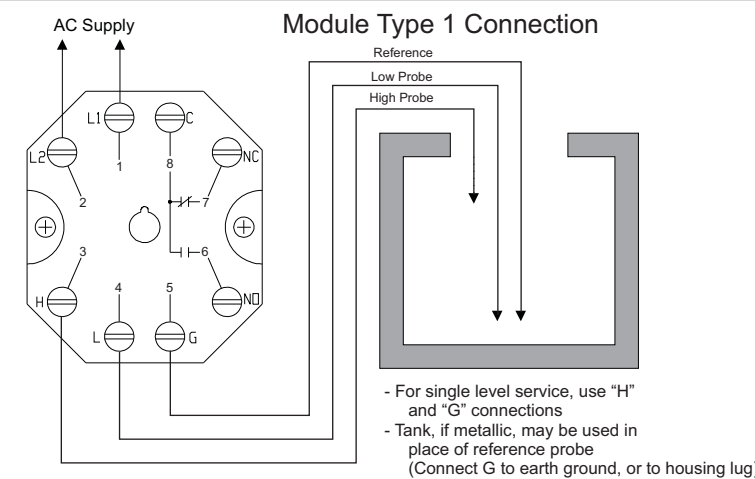 Module Type 1 Connection
AC Supply
Reference
Low Probe
High Probe
L1
C
L2
NC
1
8
2
7
3
6
4
5
H
NO
L
G
- For single level service, use “H”
and “G” connections
- Tank, if metallic, may be used in
place of reference probe
(Connect G to earth ground, or to housing lug)